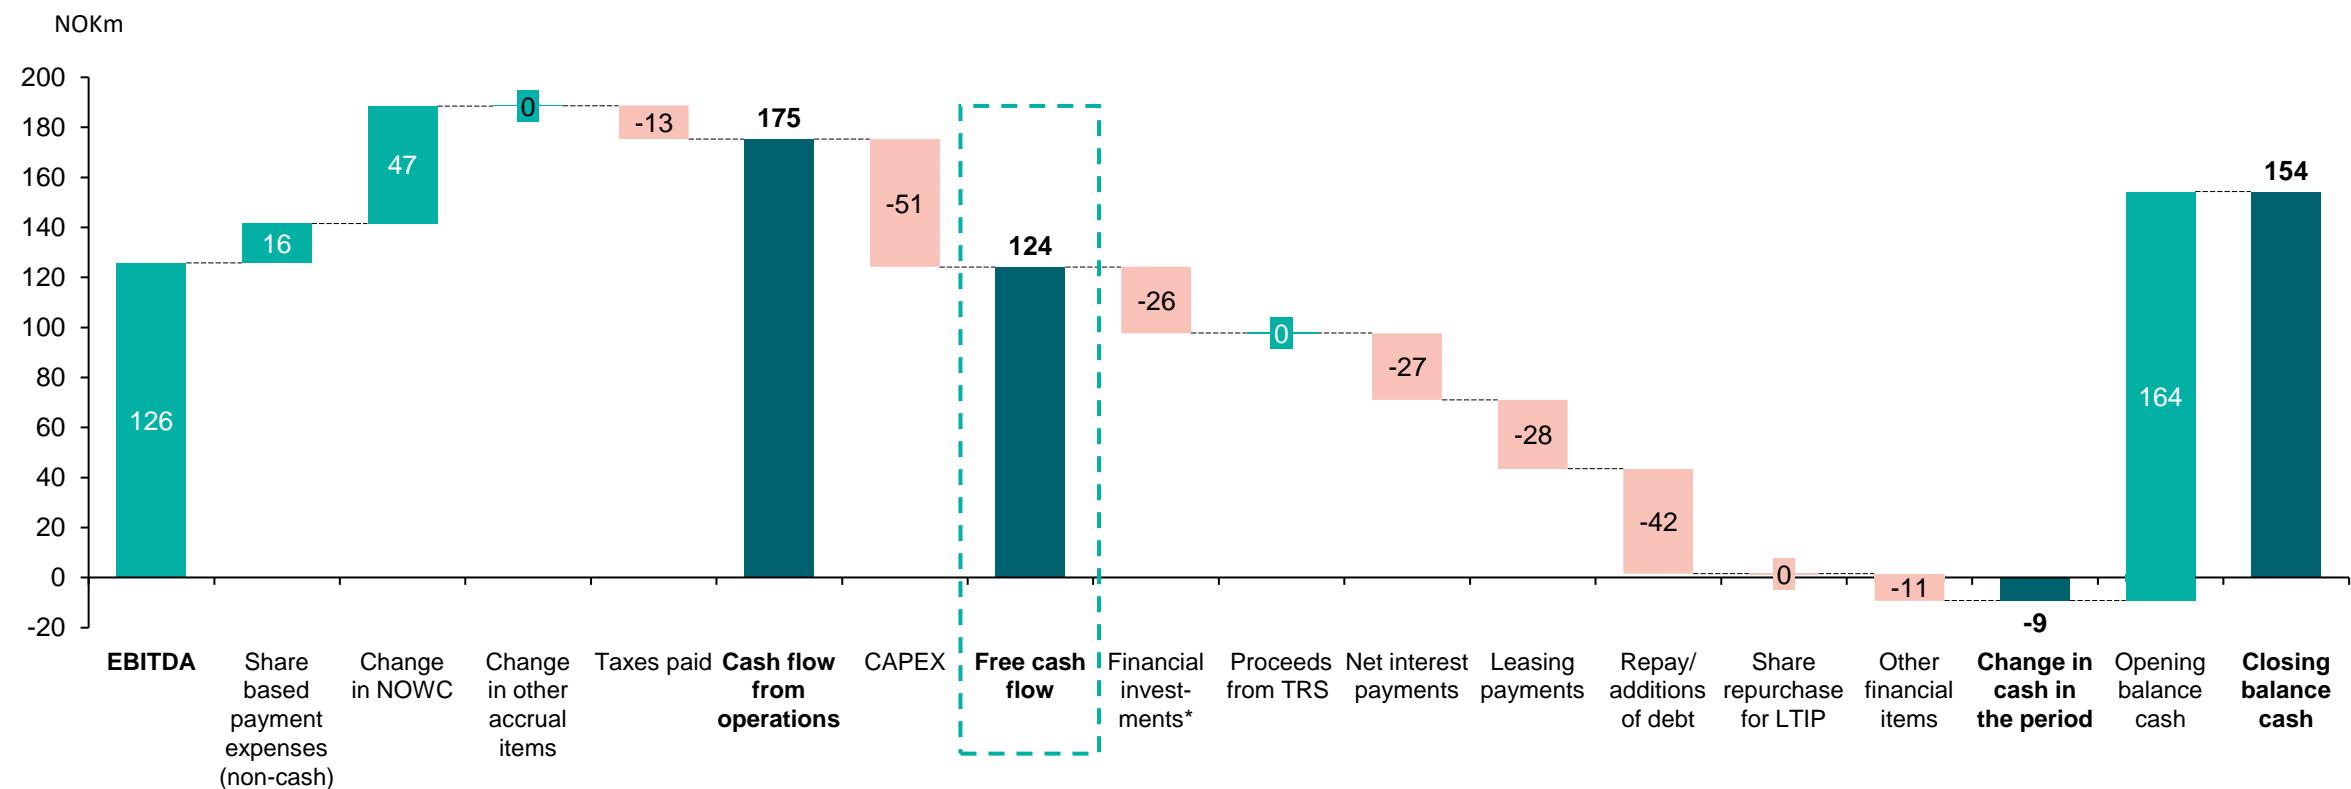 NOKm
200
180
160
140
120
100
80
60
40
20
0
-20
126
16
47
0
-13
175
-51
124
-26
0
-27
-28
-42
0
-11
-9
164
154
EBITDA
Share
based
payment
expenses
(non-cash)
Change
in NOWC
Change
in other
accrual
items
Taxes paid
Cash flow
from
operations
CAPEX
Free cash
flow
Financial
invest-
ments*
Proceeds
from TRS
Net interest
payments
Leasing
payments
Repay/
additions
of debt
Share
repurchase
for LTIP
Other
financial
items
Change in
cash in
the period
Opening
balance
cash
Closing
balance
cash